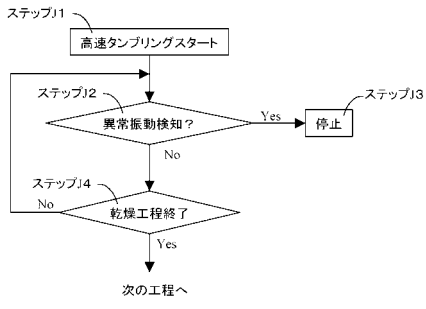 ステップJ1
高速タンブリングスタート
ステップJ2
異常振動検知？
Yes
ステップJ3
停止
No
ステップJ4
乾燥工程終了
No
Yes
次の工程へ